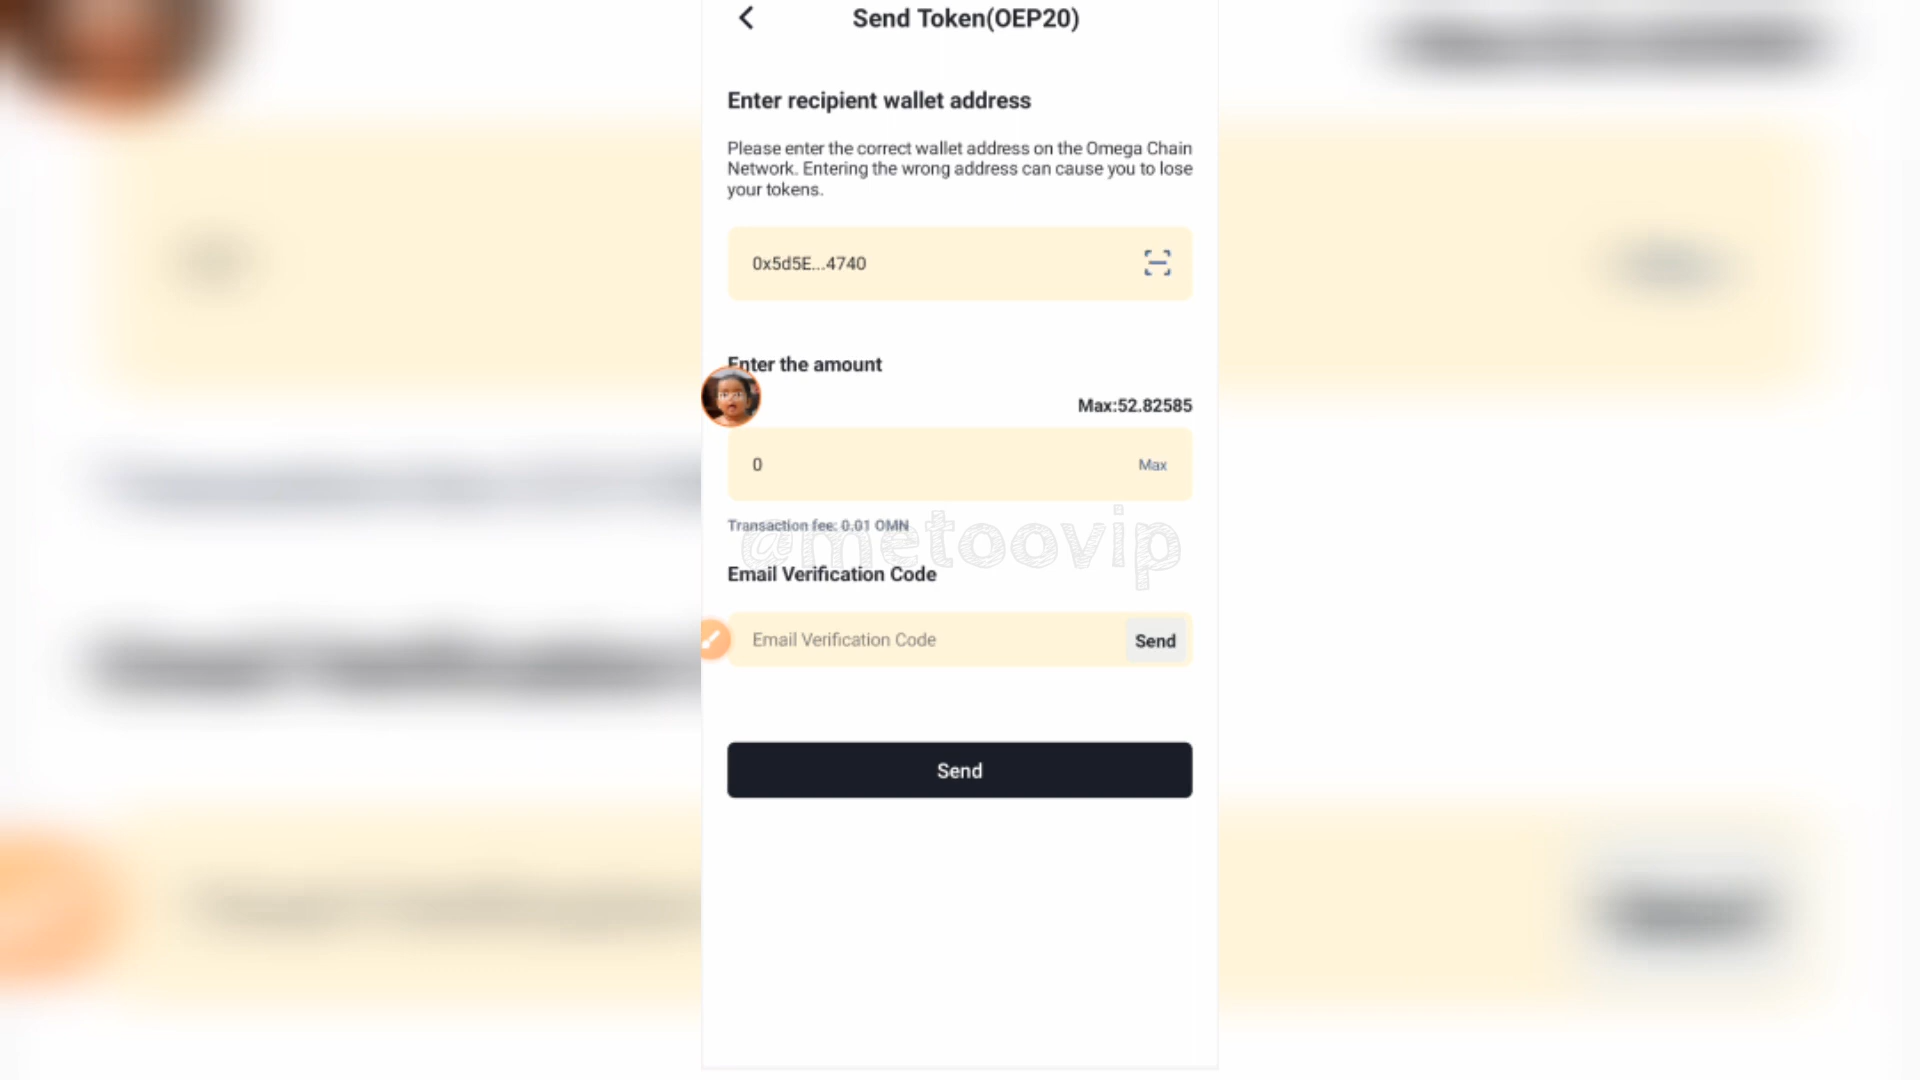 Send Token(OEP20)
Enter recipient wallet address
Please enter the correct wallet address on the Omega Chain
Network. Entering the wrong address can cause you to lose
your tokens.
0x5d5E...4740
Enter the amount
Max:52.82585
0
Max
Transaction fee: 0.01 OMN
@metoovip
Email Verification Code
Email Verification Code
Send
Send